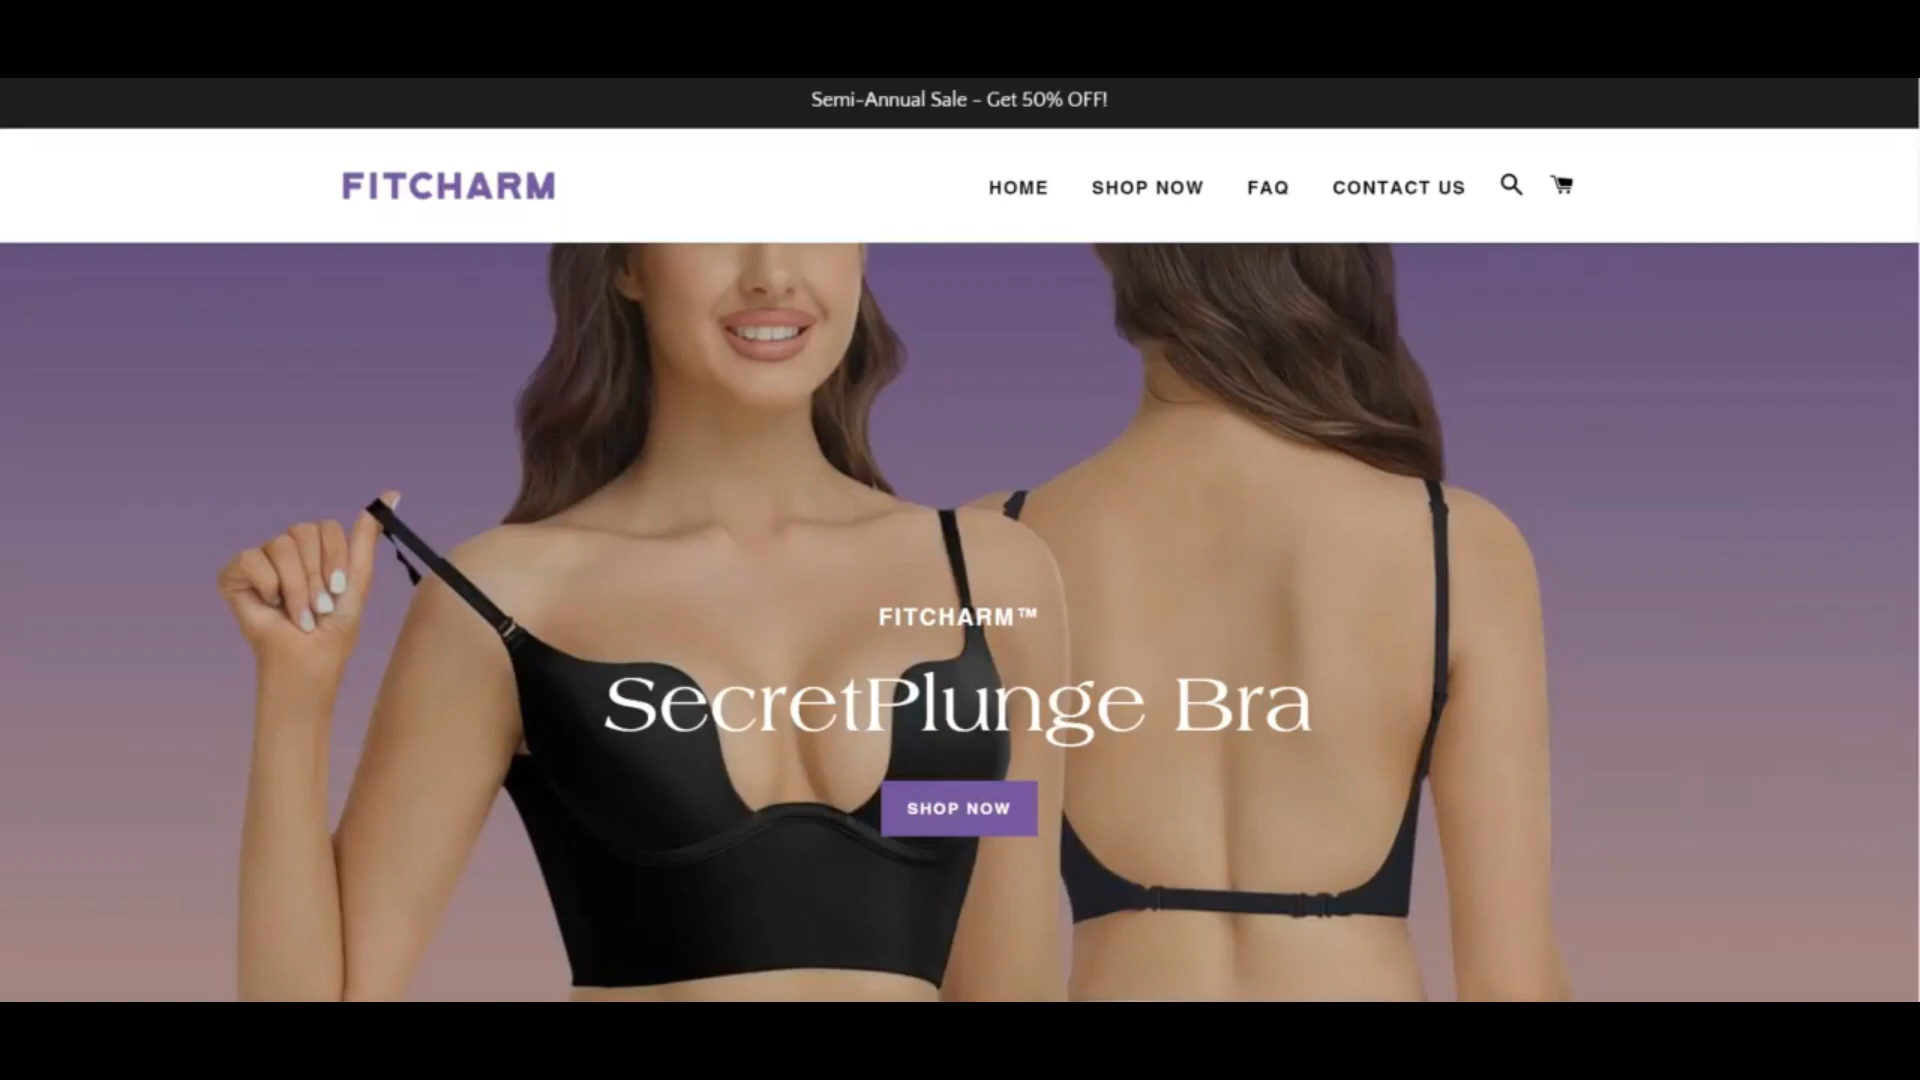 Semi-Annual Sale - Get 50% OFF!
FITCHARM
HOME SHOP NOW FAQ CONTACT US
FITCHARM™
SecretPlunge Bra
SHOP NOW